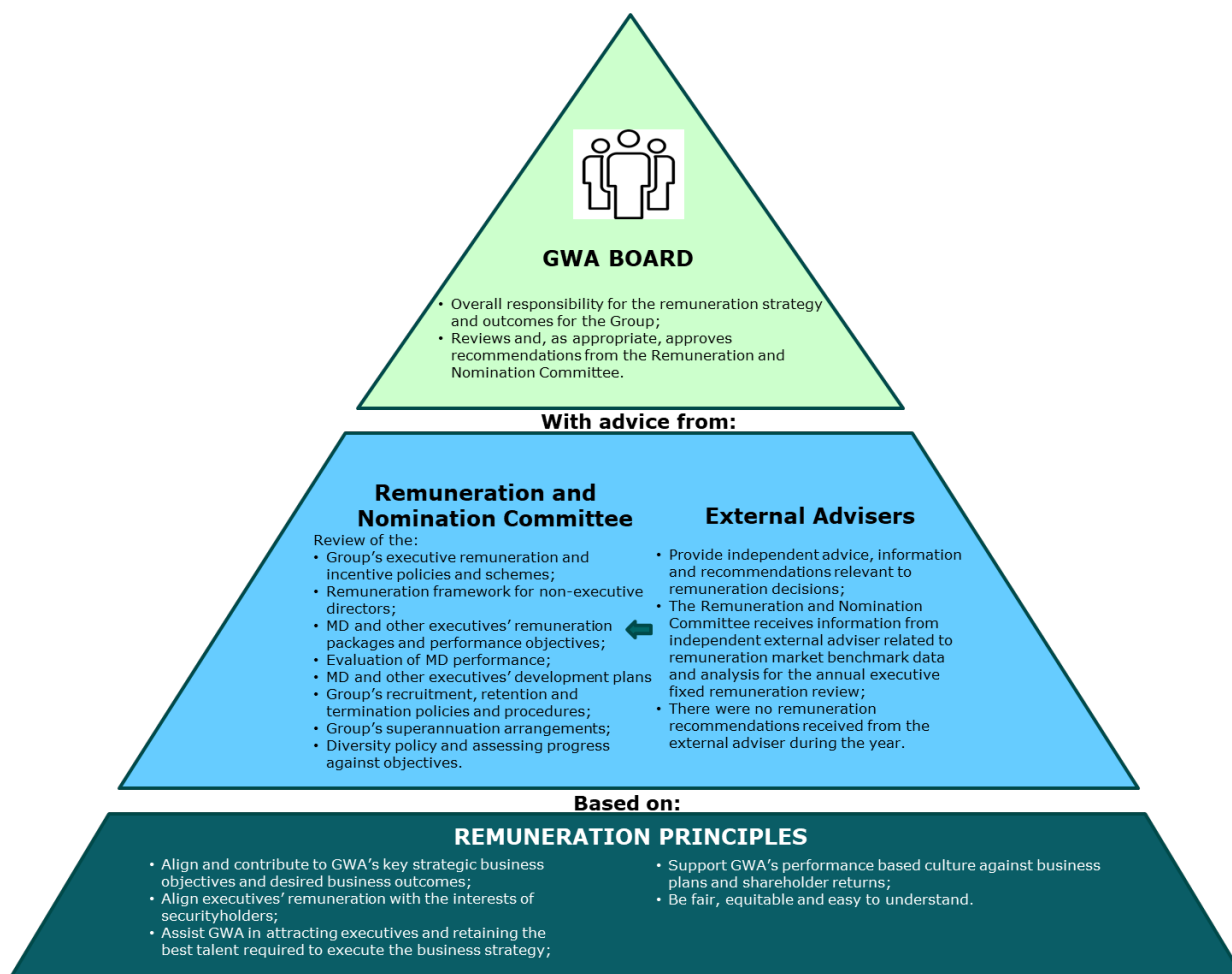 GWA BOARD
• Overall responsibility for the remuneration strategy
and outcomes for the Group;
• Reviews and, as appropriate, approves
recommendations from the Remuneration and
Nomination Committee.
With advice from:
Remuneration and
Nomination Committee
Review of the:
• Group’s executive remuneration and
incentive policies and schemes;
• Remuneration framework for non-executive
directors;
• MD and other executives’ remuneration
packages and performance objectives;
• Evaluation of MD performance;
• MD and other executives’ development plans
• Group’s recruitment, retention and
termination policies and procedures;
• Group’s superannuation arrangements;
• Diversity policy and assessing progress
against objectives.
External Advisers
• Provide independent advice, information
and recommendations relevant to
remuneration decisions;
• The Remuneration and Nomination
Committee receives information from
independent external adviser related to
remuneration market benchmark data
and analysis for the annual executive
fixed remuneration review;
• There were no remuneration
recommendations received from the
external adviser during the year.
Based on:
REMUNERATION PRINCIPLES
• Align and contribute to GWA’s key strategic business
objectives and desired business outcomes;
• Align executives’ remuneration with the interests of
securityholders;
• Assist GWA in attracting executives and retaining the
best talent required to execute the business strategy;
• Support GWA’s performance based culture against business
plans and shareholder returns;
• Be fair, equitable and easy to understand.